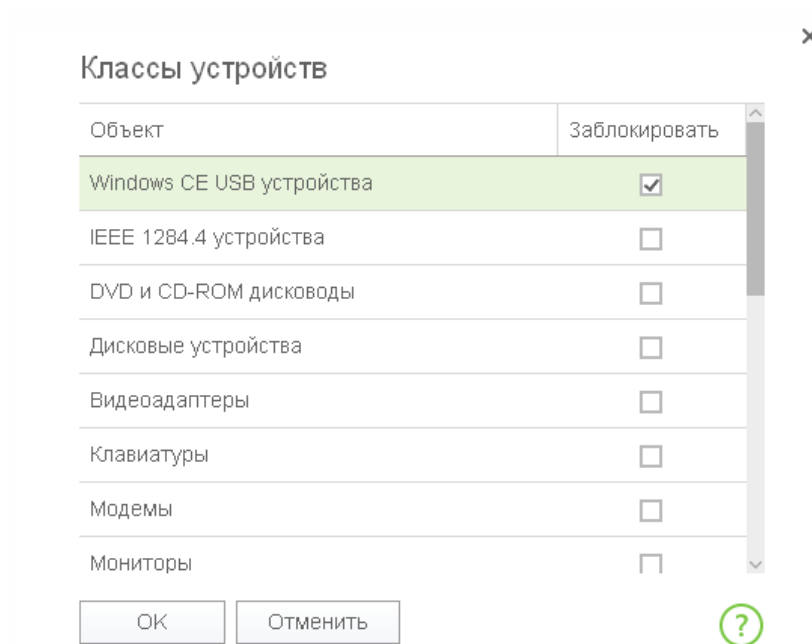 Классы устройств
Объект Заблокировать
Windows CE USB устройства
IEEE 1284.4 устройства
DVD и CD-ROM дисководы
Дисковые устройства
Видеоадаптеры
Клавиатуры
Модемы
Мониторы
OK Отменить ?